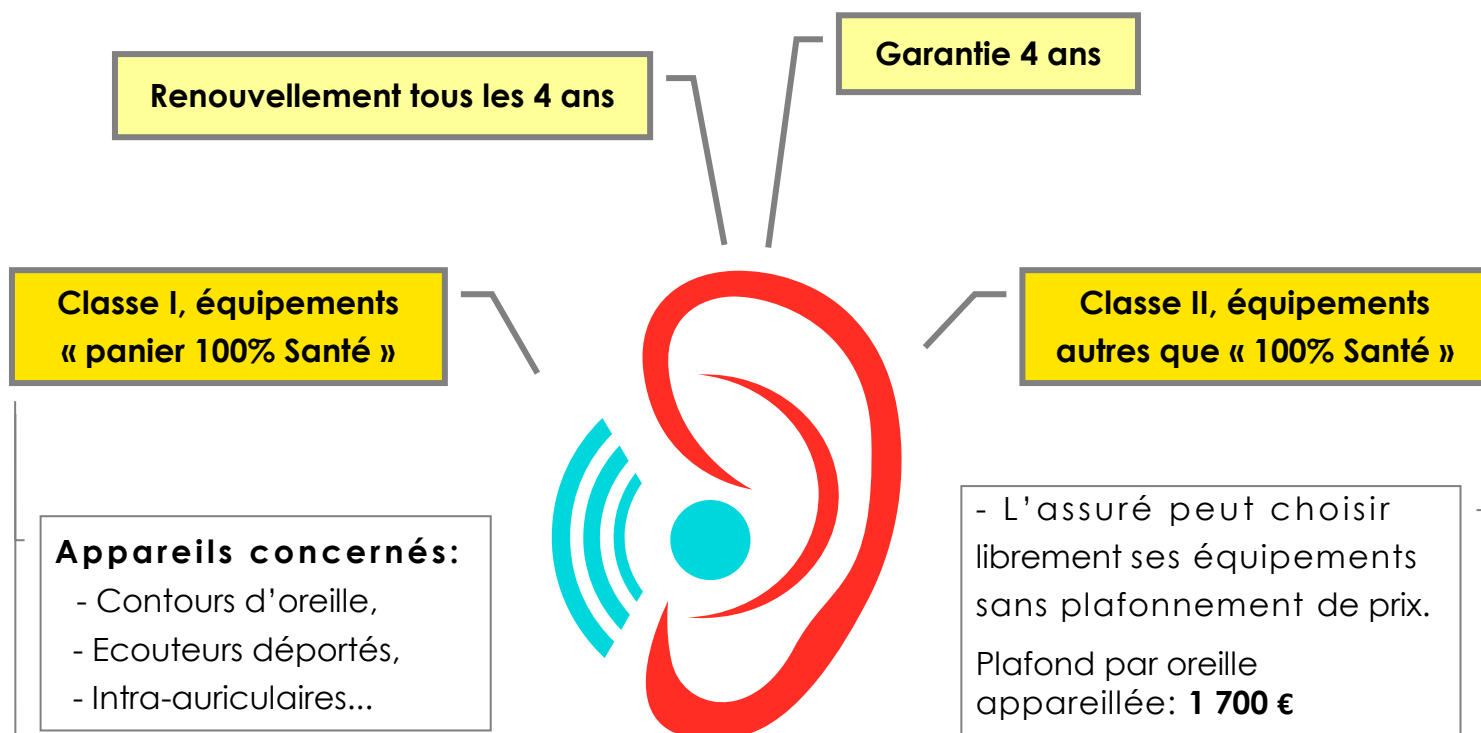 Garantie 4 ans
Renouvellement tous les 4 ans
Classe I, équipements
« panier 100% Santé »
Classe II, équipements
autres que « 100% Santé »
Appareils concernés:
- Contours d’oreille,
- Ecouteurs déportés,
- Intra-auriculaires...
- L’assuré peut choisir
librement ses équipements
sans plafonnement de prix.
Plafond par oreille
appareillée: 1 700 €